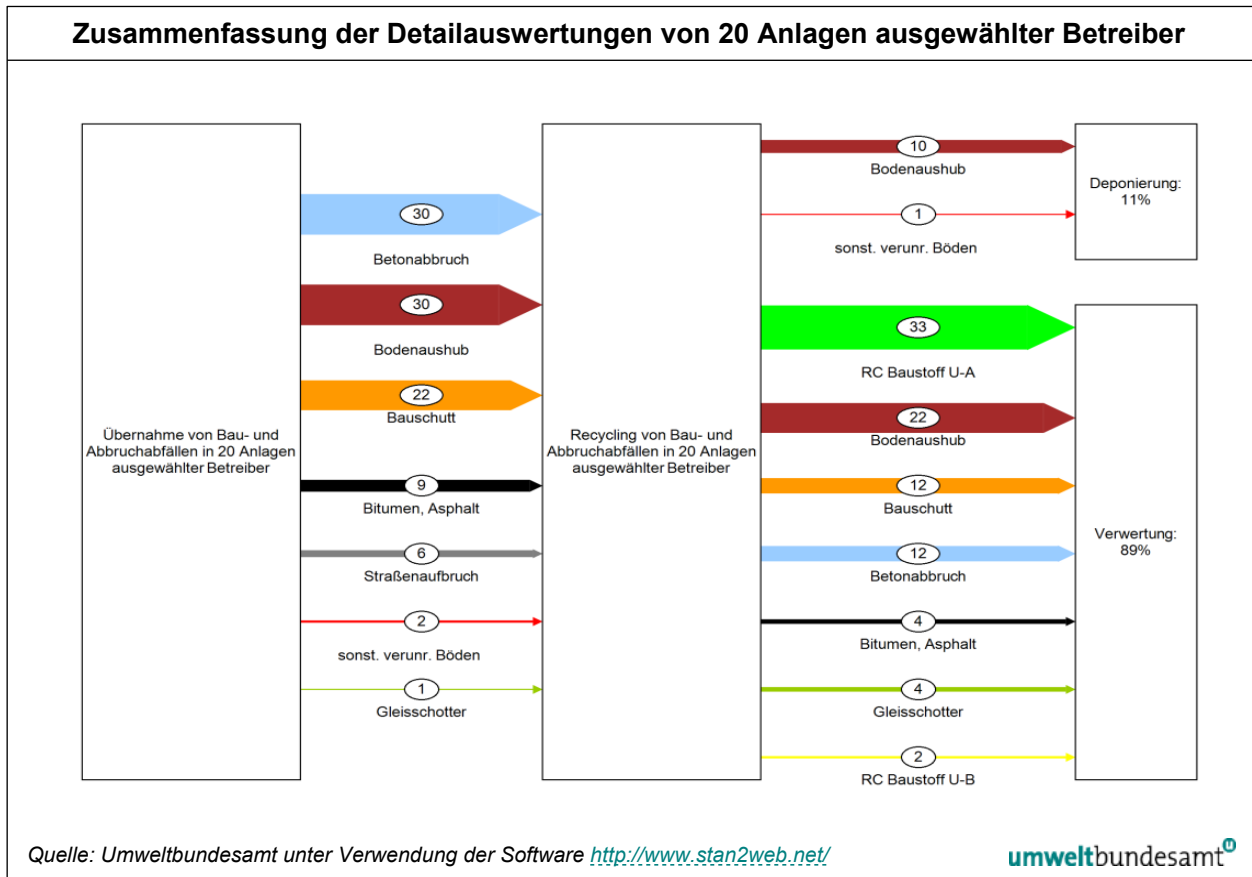 Zusammenfassung der Detailauswertungen von 20 Anlagen ausgewählter Betreiber
Übernahme von Bau- und
Abbruchabfällen in 20 Anlagen
ausgewählter Betreiber
30
Betonabbruch
30
Bodenaushub
22
Bauschutt
9
Bitumen, Asphalt
6
Straßenaufbruch
2
sonst. verunr. Böden
1
Gleisschotter
Recycling von Bau- und
Abbruchabfällen in 20 Anlagen
ausgewählter Betreiber
10
Bodenaushub
1
sonst. verunr. Böden
33
RC Baustoff U-A
22
Bodenaushub
12
Bauschutt
12
Betonabbruch
4
Bitumen, Asphalt
4
Gleisschotter
2
RC Baustoff U-B
Deponierung:
11%
Verwertung:
89%
Quelle: Umweltbundesamt unter Verwendung der Software http://www.stan2web.net/
umweltbundesamt